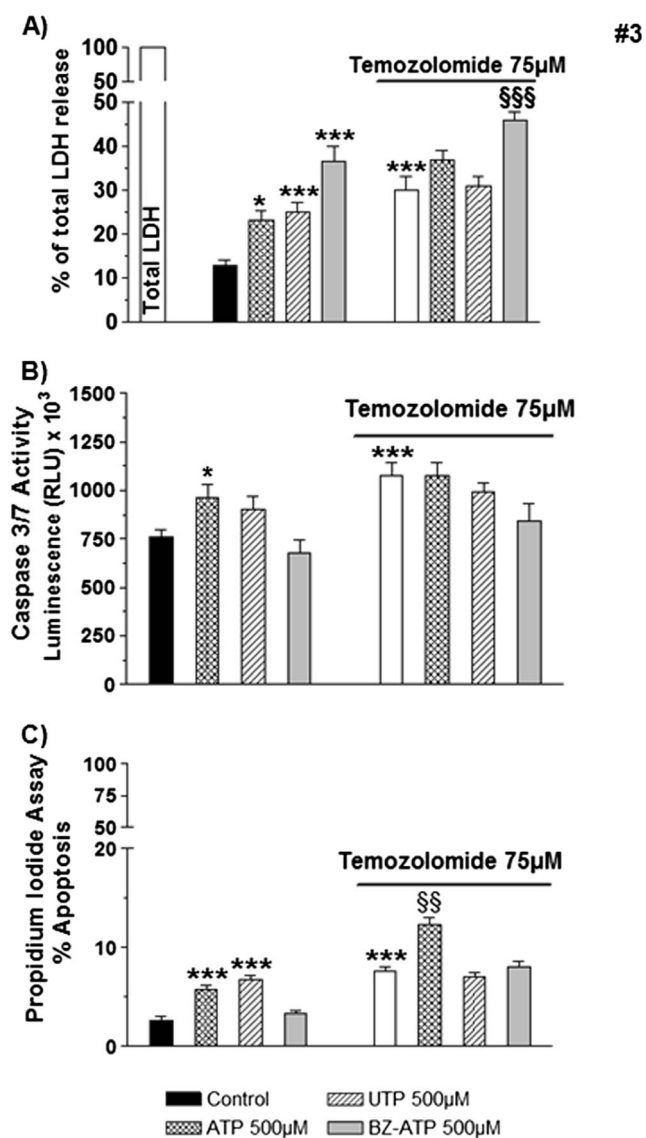 A)
#3
% of total LDH release
100
50
40
30
20
10
0
Total LDH
*
***
***
Temozolomide 75µM
***
§§§
B)
Caspase 3/7 Activity
Luminescence (RLU) x 10³
1500
1250
1000
750
500
250
0
*
Temozolomide 75µM
***
C)
Propidium Iodide Assay
% Apoptosis
100
75
50
20
10
0
***
***
Temozolomide 75µM
***
§§
Control
UTP 500µM
ATP 500µM
BZ-ATP 500µM